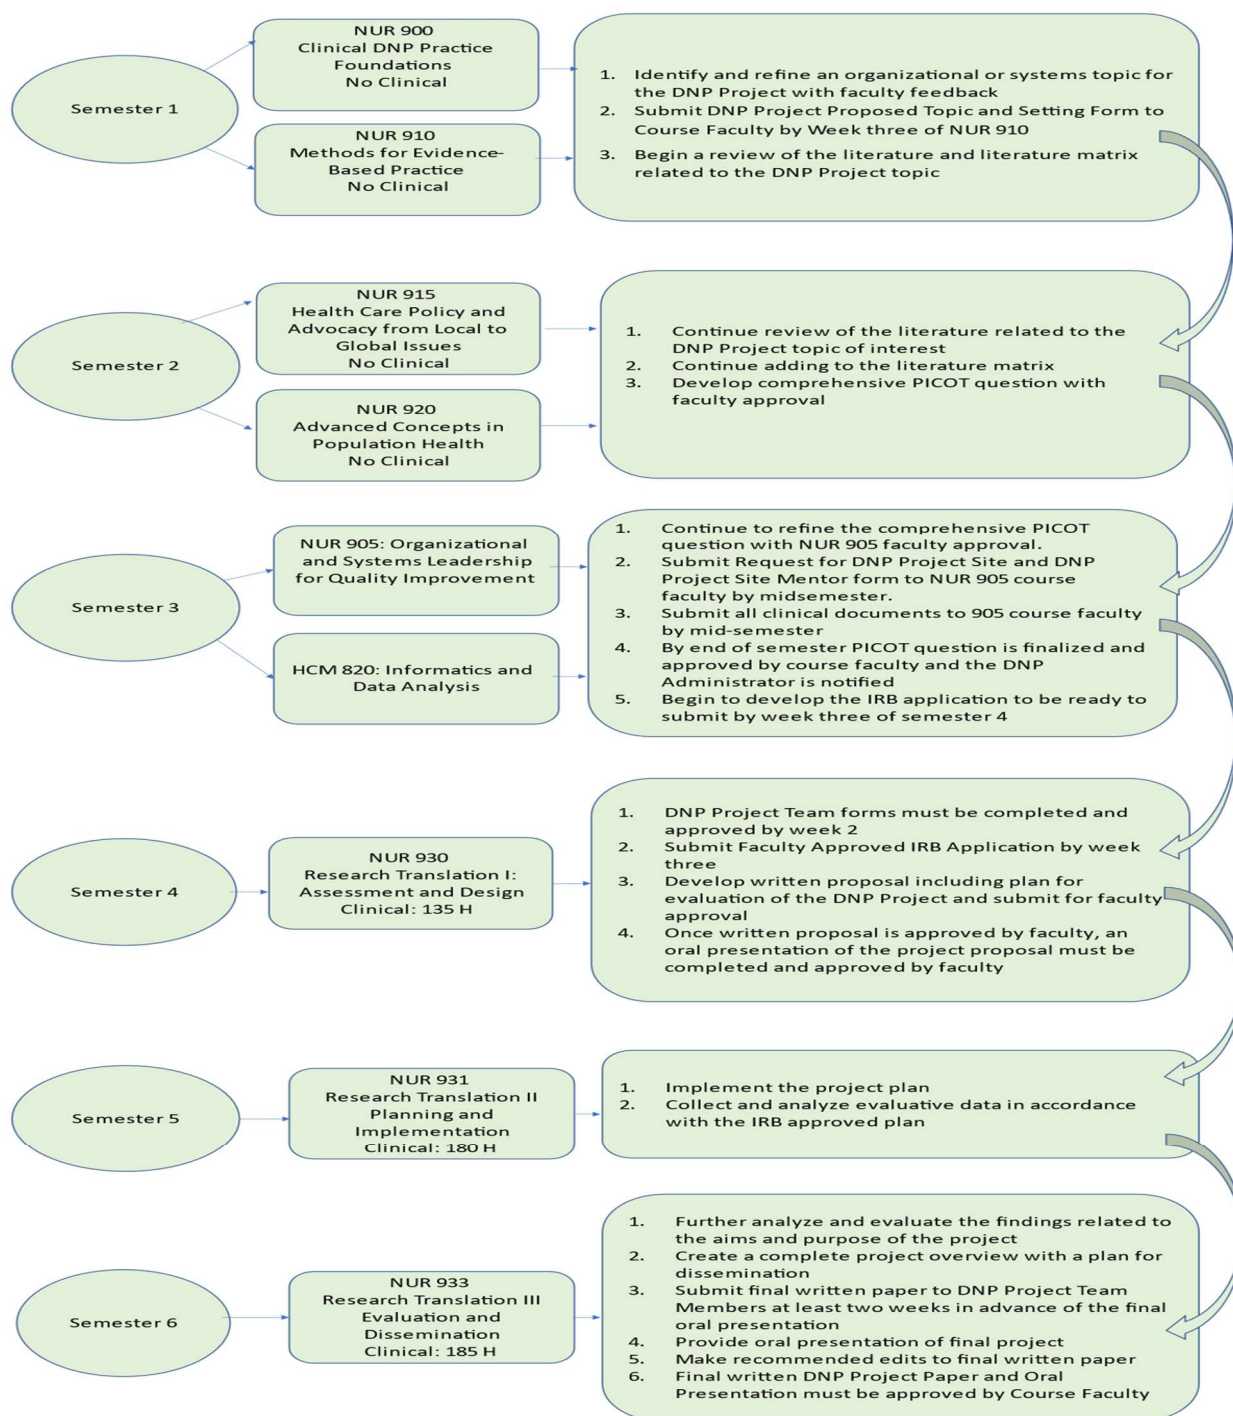 Semester 1
NUR 900
Clinical DNP Practice
Foundations
No Clinical
NUR 910
Methods for Evidence-
Based Practice
No Clinical
1. Identify and refine an organizational or systems topic for
the DNP Project with faculty feedback
2. Submit DNP Project Proposed Topic and Setting Form to
Course Faculty by Week three of NUR 910
3. Begin a review of the literature and literature matrix
related to the DNP Project topic
Semester 2
NUR 915
Health Care Policy and
Advocacy from Local to
Global Issues
No Clinical
NUR 920
Advanced Concepts in
Population Health
No Clinical
1. Continue review of the literature related to the
DNP Project topic of interest
2. Continue adding to the literature matrix
3. Develop comprehensive PICOT question with
faculty approval
Semester 3
NUR 905: Organizational
and Systems Leadership
for Quality Improvement
HCM 820: Informatics and
Data Analysis
1. Continue to refine the comprehensive PICOT
question with NUR 905 faculty approval.
2. Submit Request for DNP Project Site and DNP
Project Site Mentor form to NUR 905 course
faculty by midsemester.
3. Submit all clinical documents to 905 course faculty
by mid-semester
4. By end of semester PICOT question is finalized and
approved by course faculty and the DNP
Administrator is notified
5. Begin to develop the IRB application to be ready to
submit by week three of semester 4
Semester 4
NUR 930
Research Translation I:
Assessment and Design
Clinical: 135 H
1. DNP Project Team forms must be completed and
approved by week 2
2. Submit Faculty Approved IRB Application by week
three
3. Develop written proposal including plan for
evaluation of the DNP Project and submit for faculty
approval
4. Once written proposal is approved by faculty, an
oral presentation of the project proposal must be
completed and approved by faculty
Semester 5
NUR 931
Research Translation II
Planning and
Implementation
Clinical: 180 H
1. Implement the project plan
2. Collect and analyze evaluative data in accordance
with the IRB approved plan
Semester 6
NUR 933
Research Translation III
Evaluation and
Dissemination
Clinical: 185 H
1. Further analyze and evaluate the findings related to
the aims and purpose of the project
2. Create a complete project overview with a plan for
dissemination
3. Submit final written paper to DNP Project Team
Members at least two weeks in advance of the final
oral presentation
4. Provide oral presentation of final project
5. Make recommended edits to final written paper
6. Final written DNP Project Paper and Oral
Presentation must be approved by Course Faculty